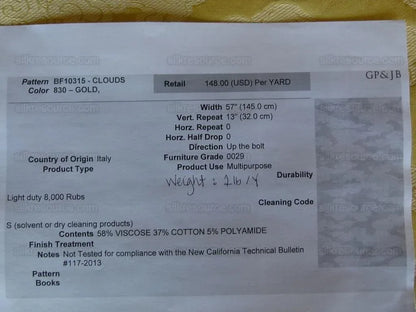 Pattern BF10315 - CLOUDS Retail 148.00 (USD) Per YARD GP&JB
Color 830 – GOLD,
Width 57" (145.0 cm)
Vert. Repeat 13" (32.0 cm)
Horz. Repeat 0
Horz. Half Drop 0
Direction Up the bolt
Country of Origin Italy Furniture Grade 0029
Product Type Product Use Multipurpose
Weight : 2 lb / Y Durability
Light duty 8,000 Rubs
Cleaning Code
S (solvent or dry cleaning products)
Contents 58% VISCOSE 37% COTTON 5% POLYAMIDE
Finish Treatment
Notes Not Tested for compliance with the New California Technical Bulletin
#117-2013
Pattern
Books